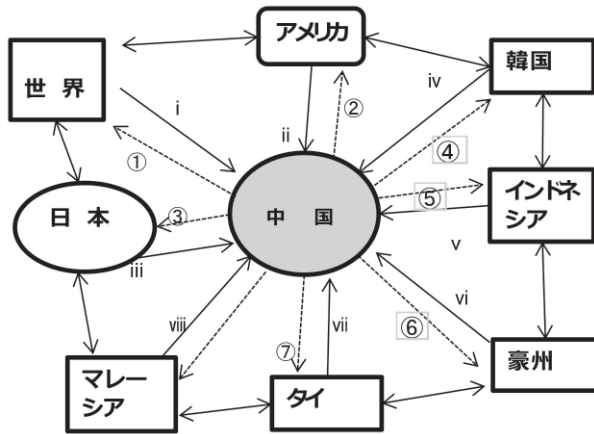 アメリカ
世 界
韓国
i
ii
②
iv
④
①
⑤
インドネ
シア
日 本
③
中 国
iii
v
vi
viii
vii
⑥
⑦
マレー
シア
タイ
豪州